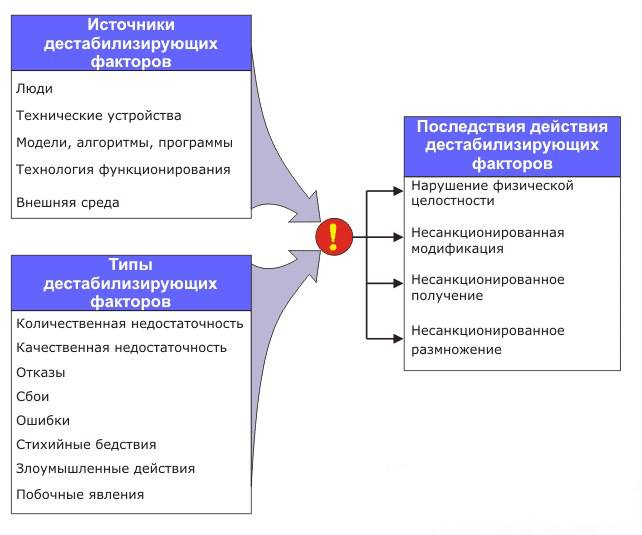 Источники
дестабилизирующих
факторов
Люди
Технические устройства
Модели, алгоритмы, программы
Технология функционирования
Внешняя среда
Типы
дестабилизирующих
факторов
Количественная недостаточность
Качественная недостаточность
Отказы
Сбои
Ошибки
Стихийные бедствия
Злоумышленные действия
Побочные явления
!
Последствия действия
дестабилизирующих
факторов
Нарушение физической
целостности
Несанкционированная
модификация
Несанкционированное
получение
Несанкционированное
размножение